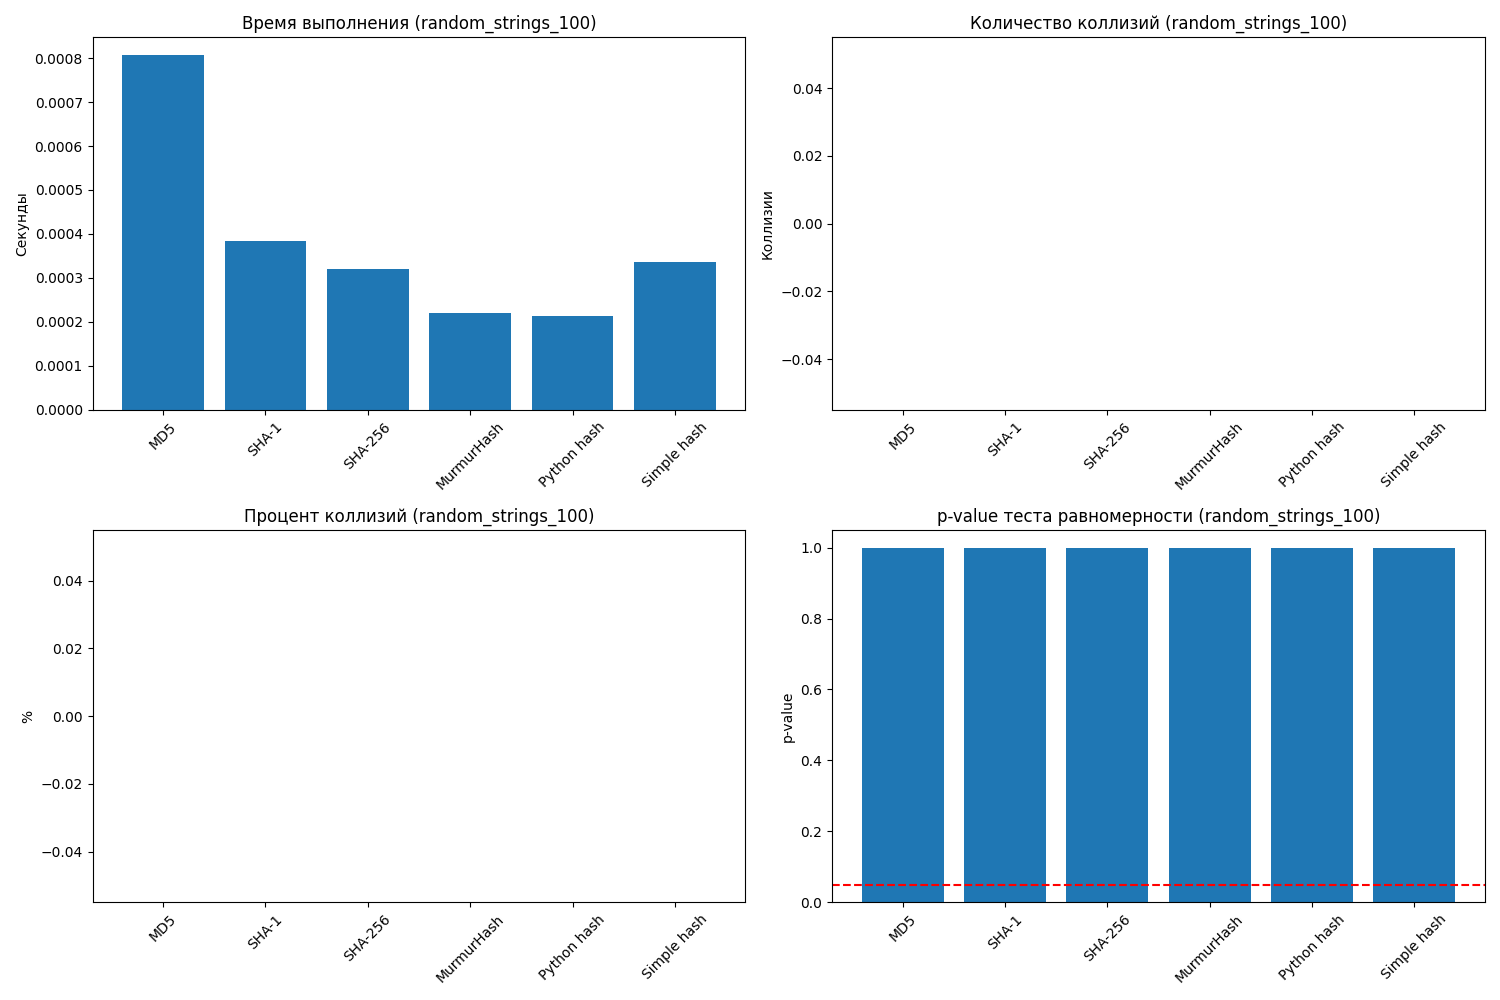 Время выполнения (random_strings_100)
Секунды
0.0008
0.0007
0.0006
0.0005
0.0004
0.0003
0.0002
0.0001
0.0000
MD5
SHA-1
SHA-256
MurmurHash
Python hash
Simple hash
Количество коллизий (random_strings_100)
Коллизии
0.04
0.02
0.00
−0.02
−0.04
MD5
SHA-1
SHA-256
MurmurHash
Python hash
Simple hash
Процент коллизий (random_strings_100)
%
0.04
0.02
0.00
−0.02
−0.04
MD5
SHA-1
SHA-256
MurmurHash
Python hash
Simple hash
p-value теста равномерности (random_strings_100)
p-value
1.0
0.8
0.6
0.4
0.2
0.0
MD5
SHA-1
SHA-256
MurmurHash
Python hash
Simple hash